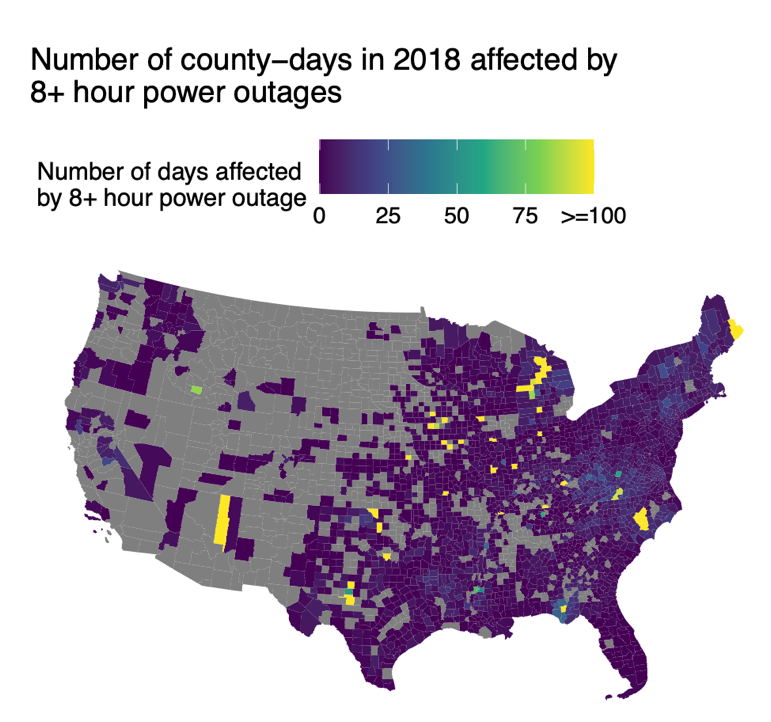 Number of county−days in 2018 affected by
8+ hour power outages
Number of days affected
by 8+ hour power outage
0 25 50 75 >=100